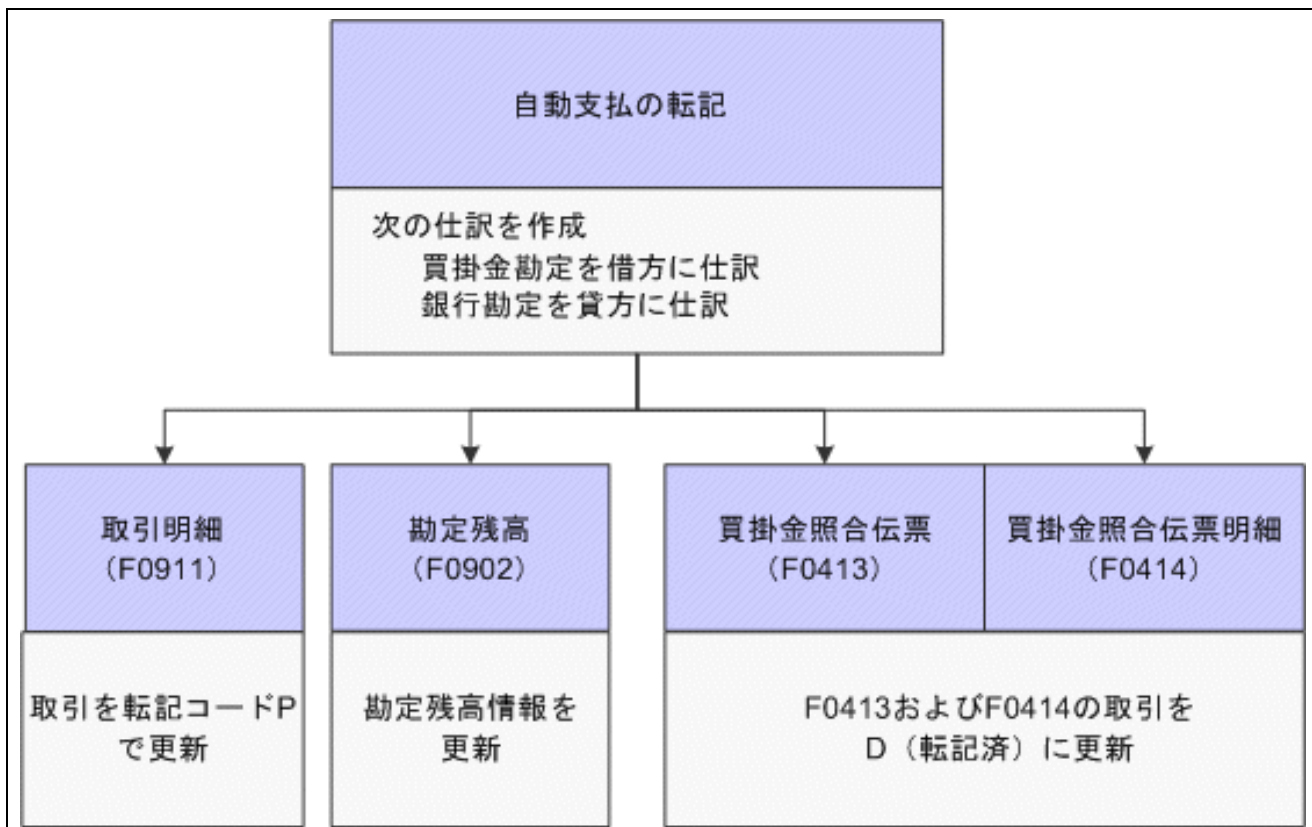 自動支払の転記
次の仕訳を作成
買掛金勘定を借方に仕訳
銀行勘定を貸方に仕訳
取引明細
（F0911）
勘定残高
（F0902）
買掛金照合伝票
（F0413）
買掛金照合伝票明細
（F0414）
取引を転記コードP
で更新
勘定残高情報を
更新
F0413およびF0414の取引を
D（転記済）に更新